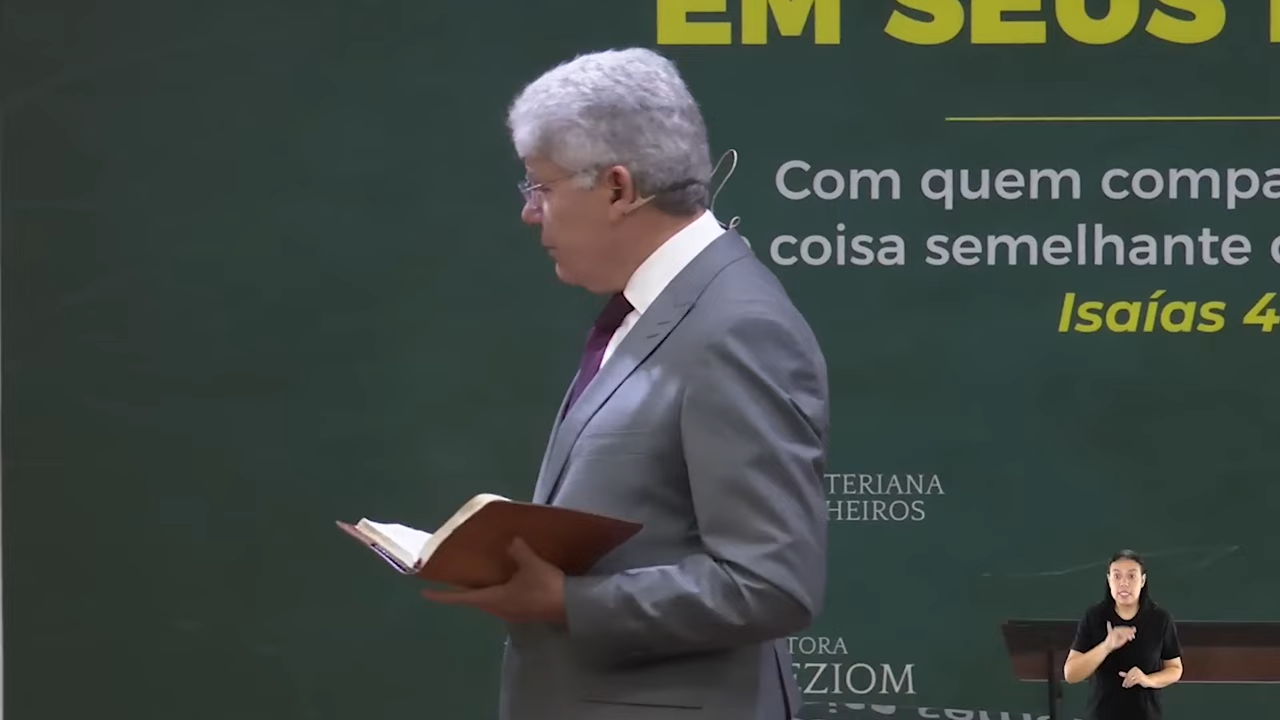 EM SEUS
Com quem compa
coisa semelhante
Isaías 4
TERIANA
HEIROS
TORA
EZIOM